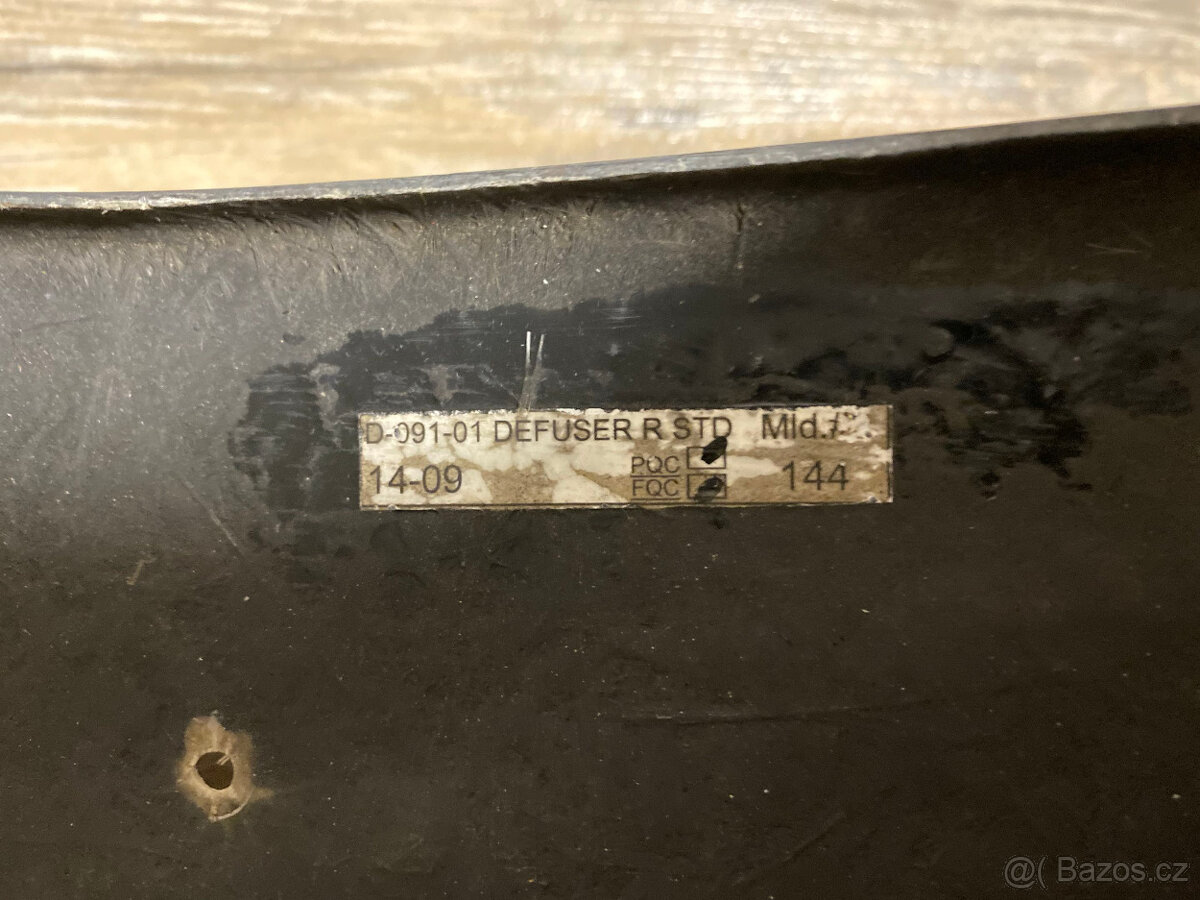 D-091-01 DEFUSER R STD Mld./
14-09 PQC 144
FQC
@( Bazos.cz